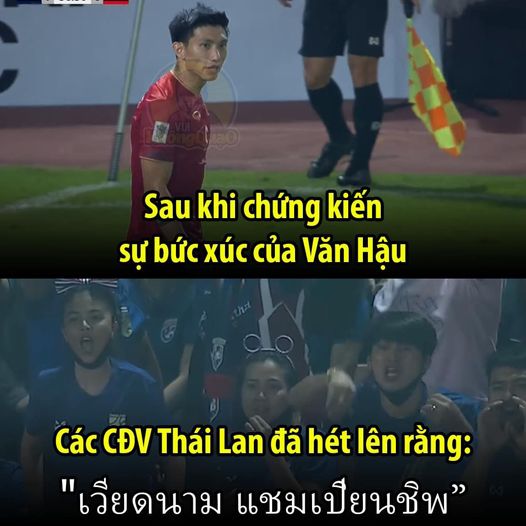 Sau khi chứng kiến
sự bức xúc của Văn Hậu
Các CĐV Thái Lan đã hét lên rằng:
"เวียดนาม แชมเปียนชิพ”